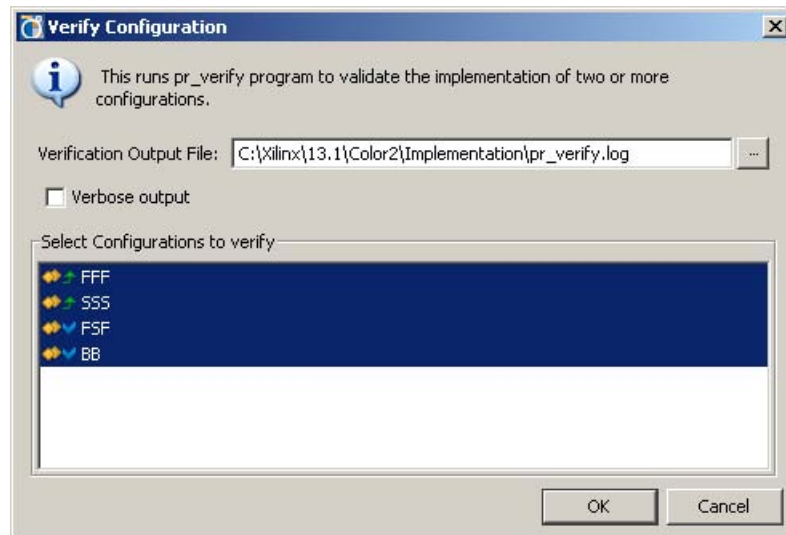 Verify Configuration
This runs pr_verify program to validate the implementation of two or more
configurations.
Verification Output File: C:\Xilinx\13.1\Color2\Implementation\pr_verify.log ...
Verbose output
Select Configurations to verify
FFF
SSS
FSF
BB
OK Cancel